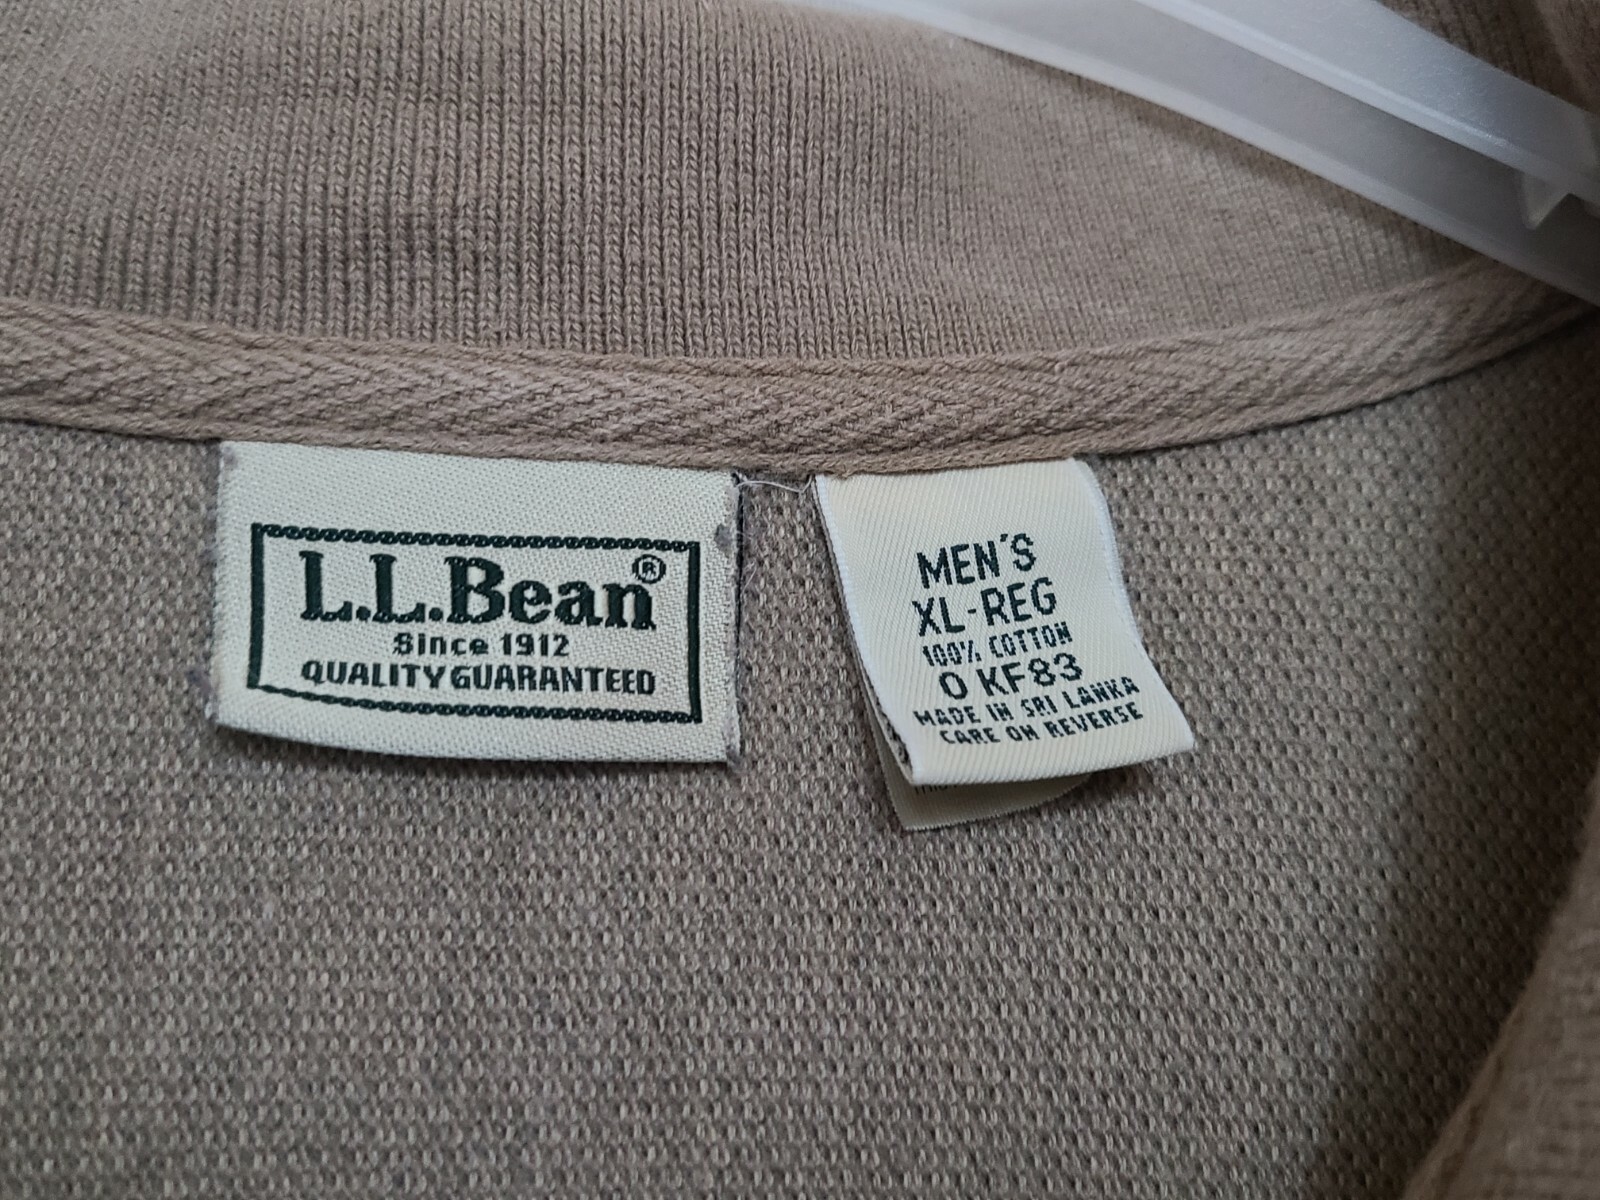 L.L.Bean®
Since 1912
QUALITY GUARANTEED
MEN'S
XL-REG
100% COTTON
0 KF83
MADE IN SRI LANKA
CARE ON REVERSE